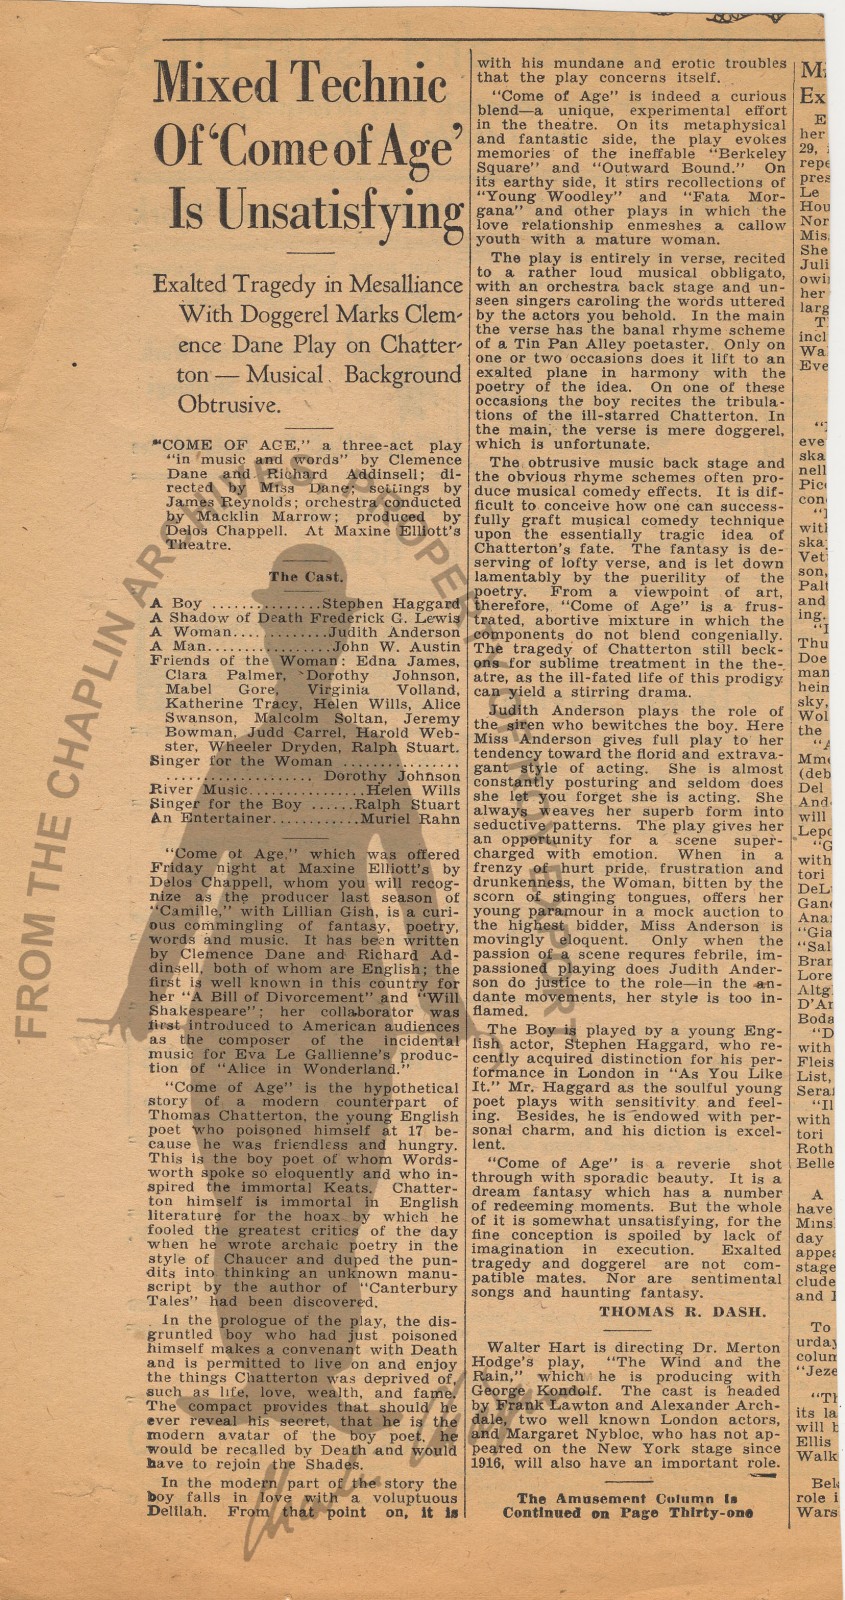 Mixed Technic
Of 'Come of Age'
Is Unsatisfying
Exalted Tragedy in Mesalliance
With Doggerel Marks Clem-
ence Dane Play on Chatter-
ton — Musical Background
Obtrusive.
"COME OF AGE," a three-act play
"in music and words" by Clemence
Dane and Richard Addinsell; di-
rected by Miss Dane; settings by
James Reynolds; orchestra conducted
by Macklin Marrow; produced by
Delos Chappell. At Maxine Elliott's
Theatre.
The Cast.
A Boy ...............Stephen Haggard
A Shadow of Death Frederick G. Lewis
A Woman.............Judith Anderson
A Man................John W. Austin
Friends of the Woman: Edna James,
Clara Palmer, Dorothy Johnson,
Mabel Gore, Virginia Volland,
Katherine Tracy, Helen Wills, Alice
Swanson, Malcolm Soltan, Jeremy
Bowman, Judd Carrel, Harold Web-
ster, Wheeler Dryden, Ralph Stuart.
Singer for the Woman ................
.................... Dorothy Johnson
River Music................Helen Wills
Singer for the Boy ......Ralph Stuart
An Entertainer............Muriel Rahn
"Come of Age," which was offered
Friday night at Maxine Elliott's by
Delos Chappell, whom you will recog-
nize as the producer last season of
"Camille," with Lillian Gish, is a curi-
ous commingling of fantasy, poetry,
words and music. It has been written
by Clemence Dane and Richard Ad-
dinsell, both of whom are English; the
first is well known in this country for
her "A Bill of Divorcement" and "Will
Shakespeare"; her collaborator was
first introduced to American audiences
as the composer of the incidental
music for Eva Le Gallienne's produc-
tion of "Alice in Wonderland."
"Come of Age" is the hypothetical
story of a modern counterpart of
Thomas Chatterton, the young English
poet who poisoned himself at 17 be-
cause he was friendless and hungry.
This is the boy poet of whom Words-
worth spoke so eloquently and who in-
spired the immortal Keats. Chatter-
ton himself is immortal in English
literature for the hoax by which he
fooled the greatest critics of the day
when he wrote archaic poetry in the
style of Chaucer and duped the pun-
dits into thinking an unknown manu-
script by the author of "Canterbury
Tales" had been discovered.
In the prologue of the play, the dis-
gruntled boy who had just poisoned
himself makes a convenant with Death
and is permitted to live on and enjoy
the things Chatterton was deprived of,
such as life, love, wealth, and fame.
The compact provides that should he
ever reveal his secret, that he is the
modern avatar of the boy poet, he
would be recalled by Death and would
have to rejoin the Shades.
In the modern part of the story the
boy falls in love with a voluptuous
Delilah. From that point on, it is
with his mundane and erotic troubles
that the play concerns itself.
"Come of Age" is indeed a curious
blend—a unique, experimental effort
in the theatre. On its metaphysical
and fantastic side, the play evokes
memories of the ineffable "Berkeley
Square" and "Outward Bound." On
its earthy side, it stirs recollections of
"Young Woodley" and "Fata Mor-
gana" and other plays in which the
love relationship enmeshes a callow
youth with a mature woman.
The play is entirely in verse, recited
to a rather loud musical obbligato,
with an orchestra back stage and un-
seen singers caroling the words uttered
by the actors you behold. In the main
the verse has the banal rhyme scheme
of a Tin Pan Alley poetaster. Only on
one or two occasions does it lift to an
exalted plane in harmony with the
poetry of the idea. On one of these
occasions the boy recites the tribula-
tions of the ill-starred Chatterton. In
the main, the verse is mere doggerel,
which is unfortunate.
The obtrusive music back stage and
the obvious rhyme schemes often pro-
duce musical comedy effects. It is dif-
ficult to conceive how one can success-
fully graft musical comedy technique
upon the essentially tragic idea of
Chatterton's fate. The fantasy is de-
serving of lofty verse, and is let down
lamentably by the puerility of the
poetry. From a viewpoint of art,
therefore, "Come of Age" is a frus-
trated, abortive mixture in which the
components do not blend congenially.
The tragedy of Chatterton still beck-
ons for sublime treatment in the the-
atre, as the ill-fated life of this prodigy
can yield a stirring drama.
Judith Anderson plays the role of
the siren who bewitches the boy. Here
Miss Anderson gives full play to her
tendency toward the florid and extrava-
gant style of acting. She is almost
constantly posturing and seldom does
she let you forget she is acting. She
always weaves her superb form into
seductive patterns. The play gives her
an opportunity for a scene super-
charged with emotion. When in a
frenzy of hurt pride, frustration and
drunkenness, the Woman, bitten by the
scorn of stinging tongues, offers her
young paramour in a mock auction to
the highest bidder, Miss Anderson is
movingly eloquent. Only when the
passion of a scene requres febrile, im-
passioned playing does Judith Ander-
son do justice to the role—in the an-
dante movements, her style is too in-
flamed.
The Boy is played by a young Eng-
lish actor, Stephen Haggard, who re-
cently acquired distinction for his per-
formance in London in "As You Like
It." Mr. Haggard as the soulful young
poet plays with sensitivity and feel-
ing. Besides, he is endowed with per-
sonal charm, and his diction is excel-
lent.
"Come of Age" is a reverie shot
through with sporadic beauty. It is a
dream fantasy which has a number
of redeeming moments. But the whole
of it is somewhat unsatisfying, for the
fine conception is spoiled by lack of
imagination in execution. Exalted
tragedy and doggerel are not com-
patible mates. Nor are sentimental
songs and haunting fantasy.
THOMAS R. DASH.
Walter Hart is directing Dr. Merton
Hodge's play, "The Wind and the
Rain," which he is producing with
George Kondolf. The cast is headed
by Frank Lawton and Alexander Arch-
dale, two well known London actors,
and Margaret Nybloc, who has not ap-
peared on the New York stage since
1916, will also have an important role.
The Amusement Column Is
Continued on Page Thirty-one
FROM THE CHAPLIN ARCHIVES PROPERTY OF ROY EXPORT